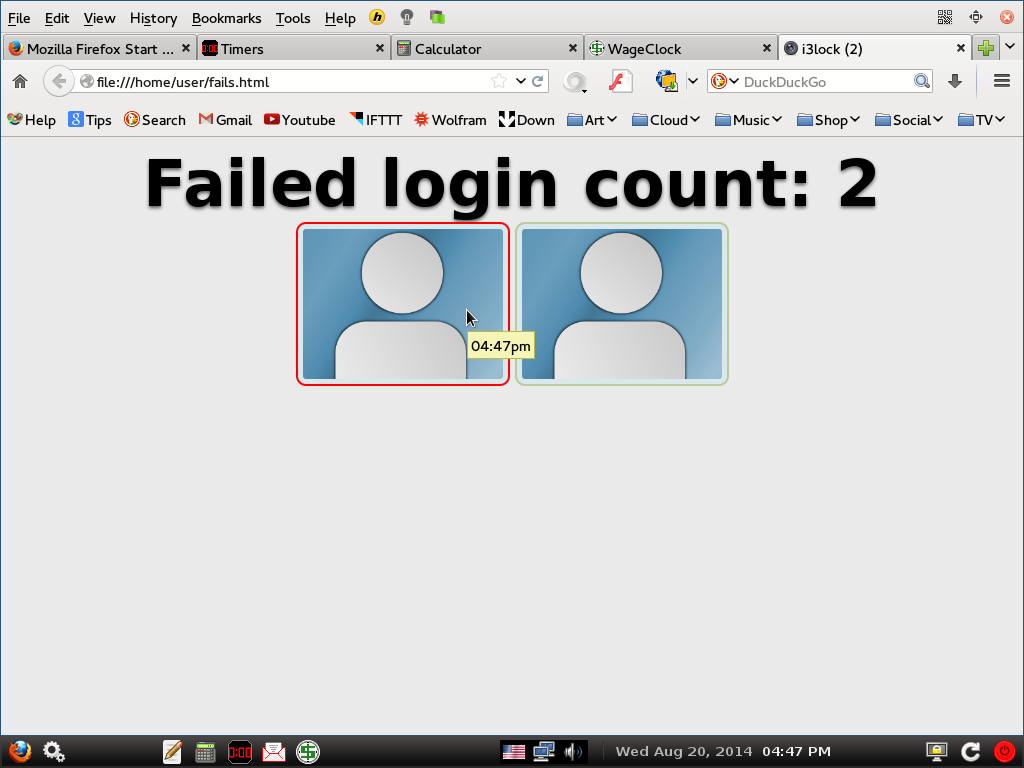 File Edit View History Bookmarks Tools Help
Mozilla Firefox Start ... Timers Calculator WageClock i3lock (2)
file:///home/user/fails.html DuckDuckGo
Help Tips Search Gmail Youtube IFTTT Wolfram Down Art Cloud Music Shop Social TV
Failed login count: 2
04:47pm
0:00 Wed Aug 20, 2014 04:47 PM